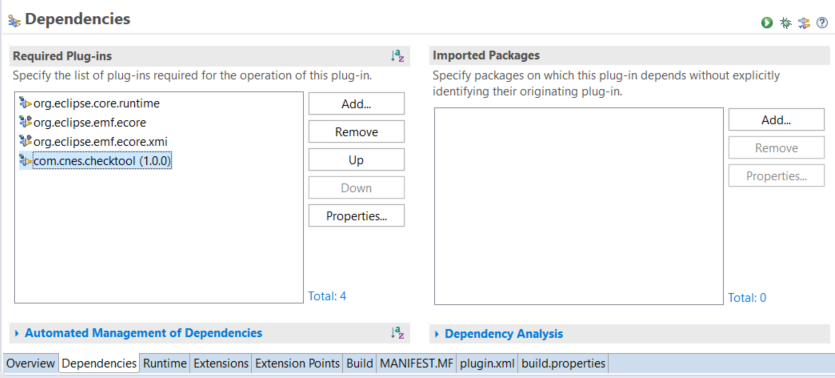 Dependencies
Required Plug-ins
Specify the list of plug-ins required for the operation of this plug-in.
org.eclipse.core.runtime
org.eclipse.emf.ecore
org.eclipse.emf.ecore.xmi
com.cnes.checktool (1.0.0)
Add...
Remove
Up
Down
Properties...
Total: 4
Automated Management of Dependencies
Imported Packages
Specify packages on which this plug-in depends without explicitly
identifying their originating plug-in.
Add...
Remove
Properties...
Total: 0
Dependency Analysis
Overview Dependencies Runtime Extensions Extension Points Build MANIFEST.MF plugin.xml build.properties